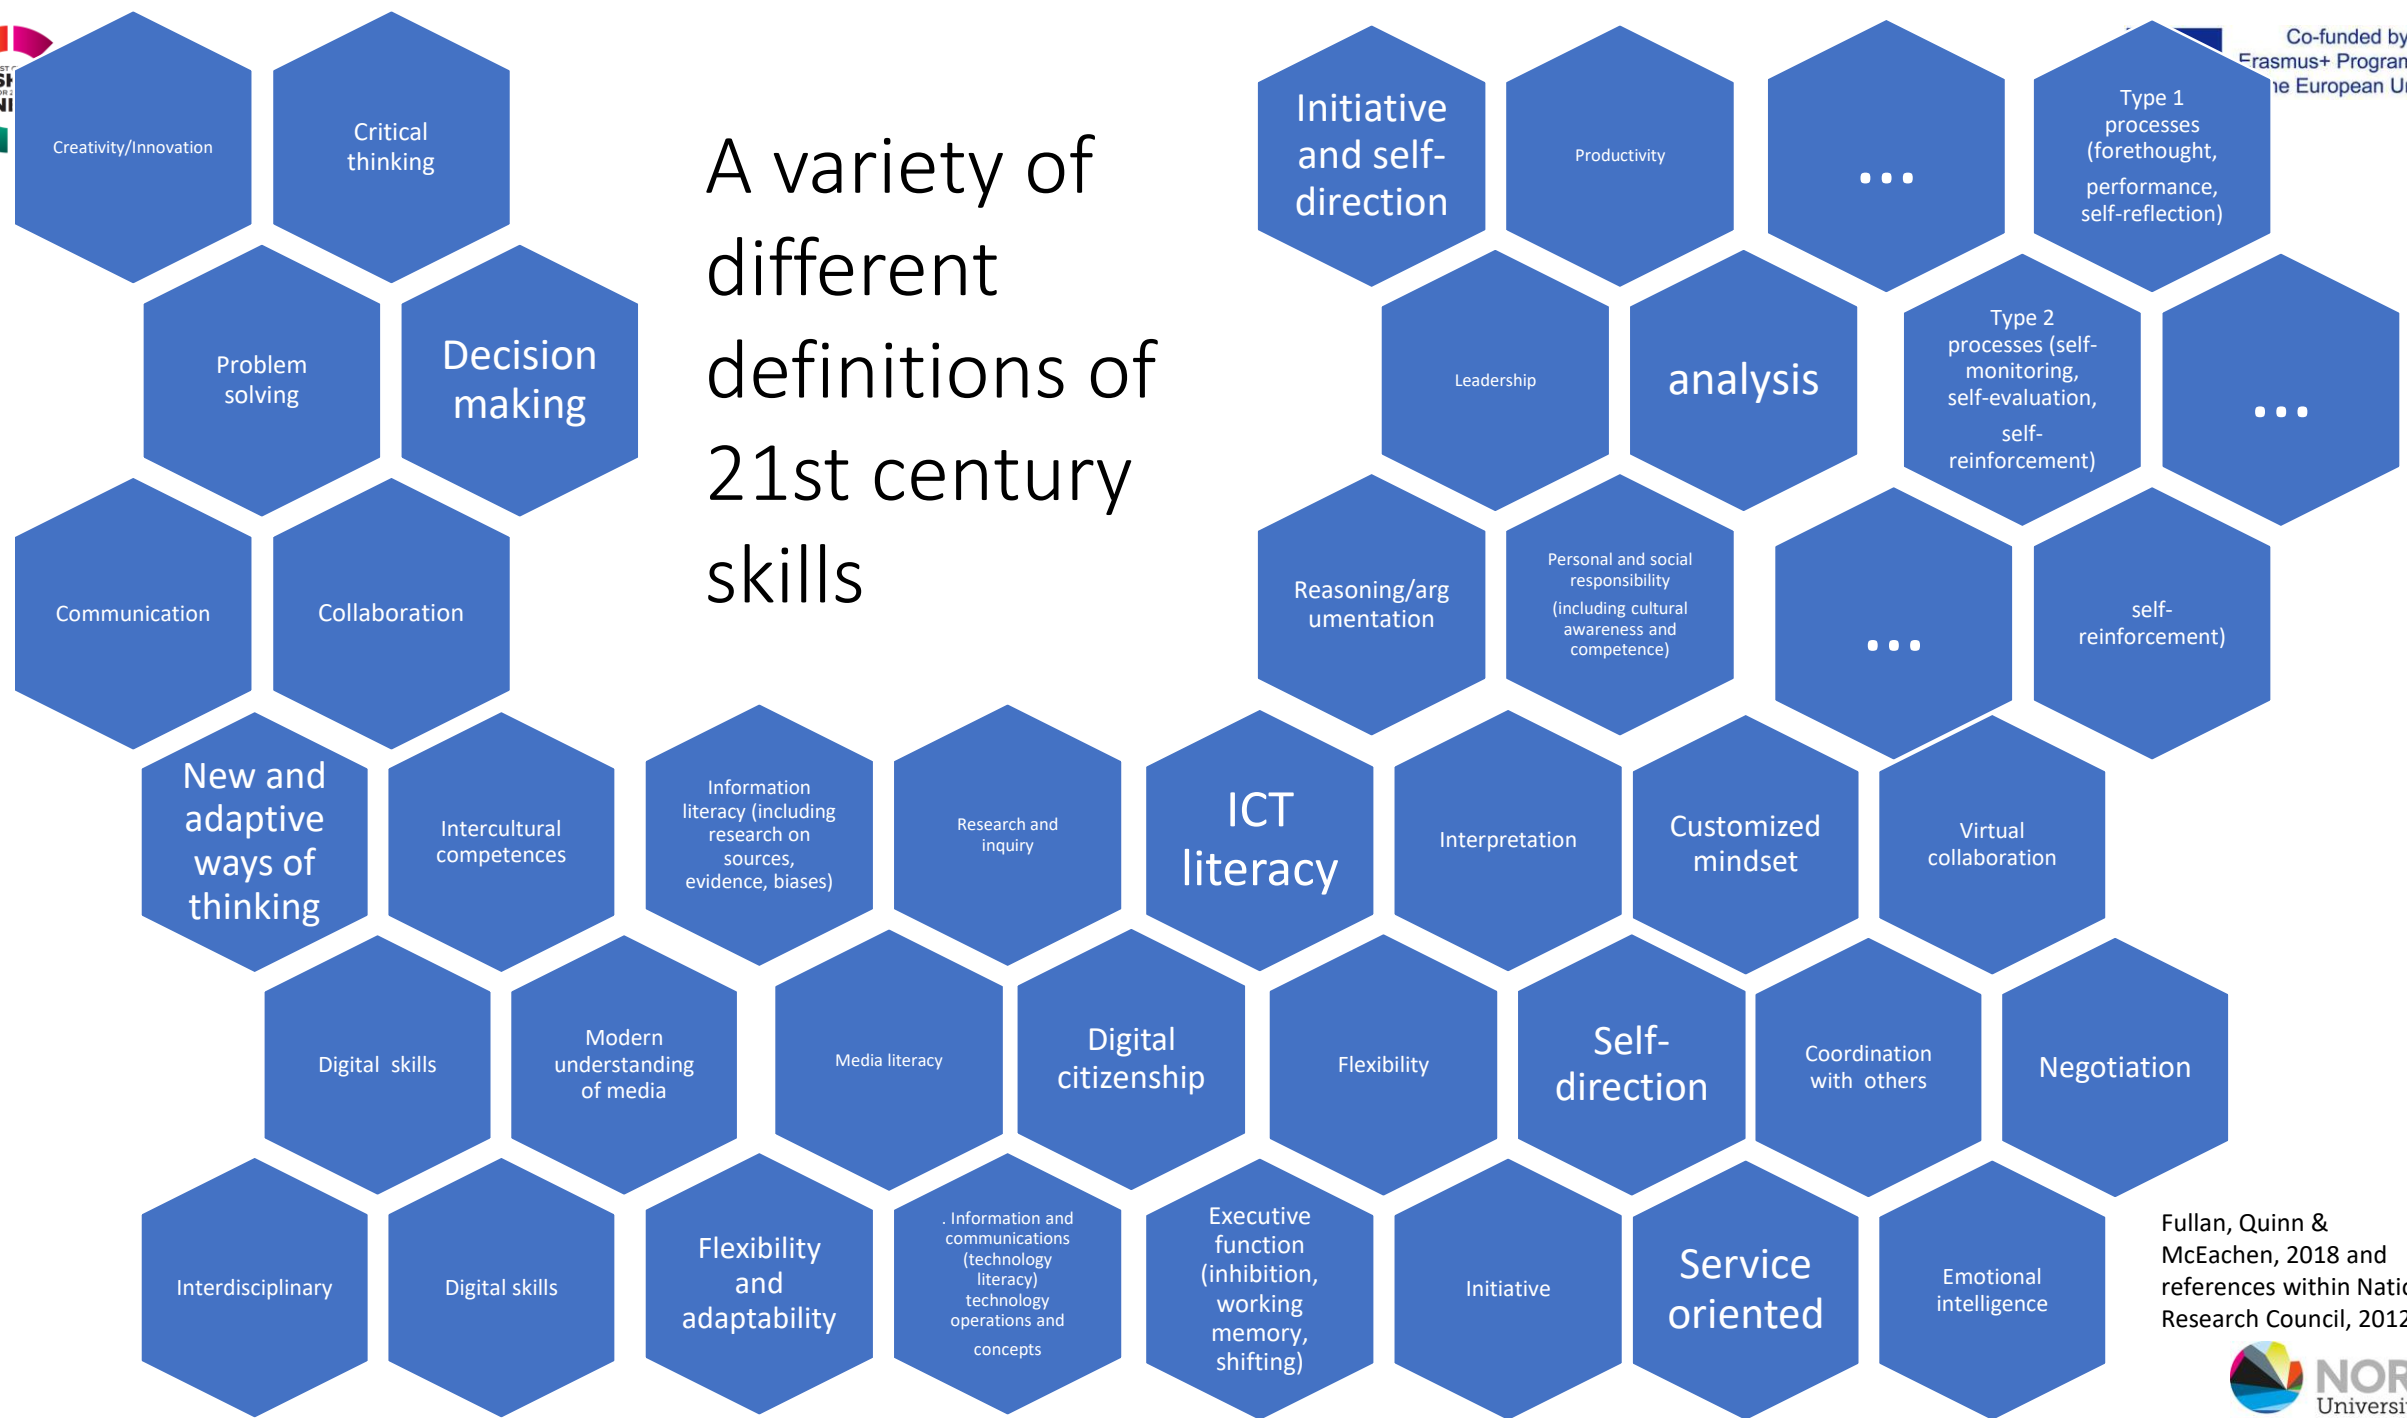 Co-funded by
Erasmus+
European
Creativity/Innovation
Critical
thinking
Problem
solving
Decision
making
Communication
Collaboration
A variety of
different
definitions of
21st century
skills
Initiative
and self-
direction
Productivity
...
Type 1
processes
(forethought,
performance,
self-reflection)
Leadership
analysis
Type 2
processes (self-
monitoring,
self-evaluation,
self-
reinforcement)
...
Reasoning/arg
umentation
Personal and social
responsibility
(including cultural
awareness and
competence)
...
self-
reinforcement)
New and
adaptive
ways of
thinking
Intercultural
competences
Information
literacy (including
research on
sources,
evidence, biases)
Research and
inquiry
ICT
literacy
Interpretation
Customized
mindset
Virtual
collaboration
Digital  skills
Modern
understanding
of media
Media literacy
Digital
citizenship
Flexibility
Self-
direction
Coordination
with  others
Negotiation
Interdisciplinary
Digital skills
Flexibility
and
adaptability
. Information and
communications
(technology
literacy)
technology
operations and
concepts
Executive
function
(inhibition,
working
memory,
shifting)
Initiative
Service
oriented
Emotional
intelligence
Fullan, Quinn &
McEachen, 2018 and
references within
Research Council, 2012